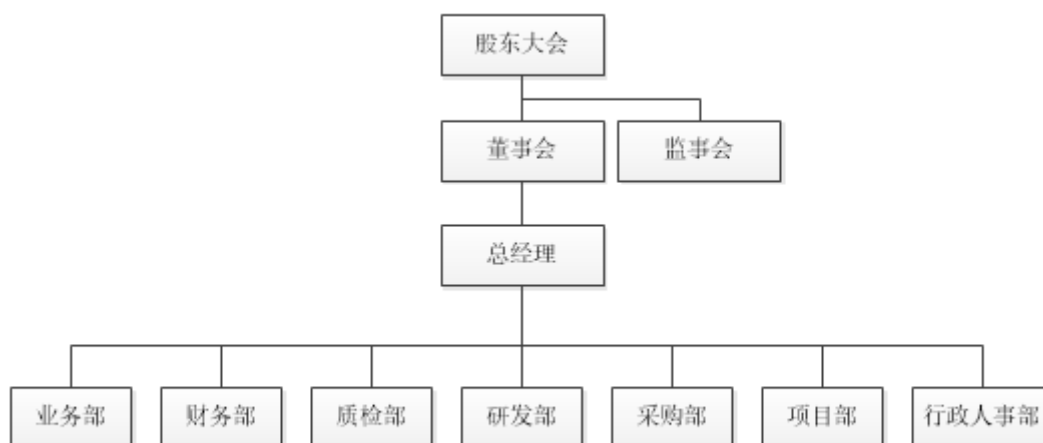 股东大会
董事会
监事会
总经理
业务部
财务部
质检部
研发部
采购部
项目部
行政人事部